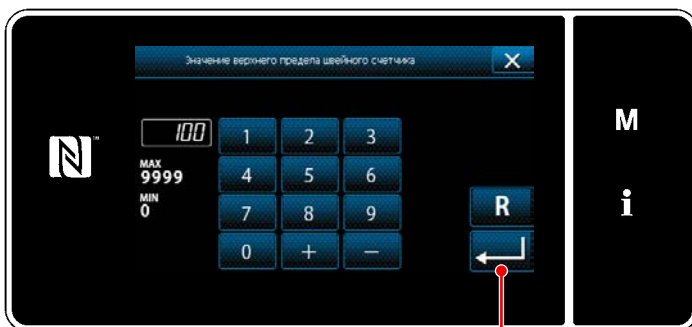 Значение верхнего предела швейного счетчика
X
100
1 2 3
MAX
9999
4 5 6
MIN
0
7 8 9
R
0 + −
M
i
N